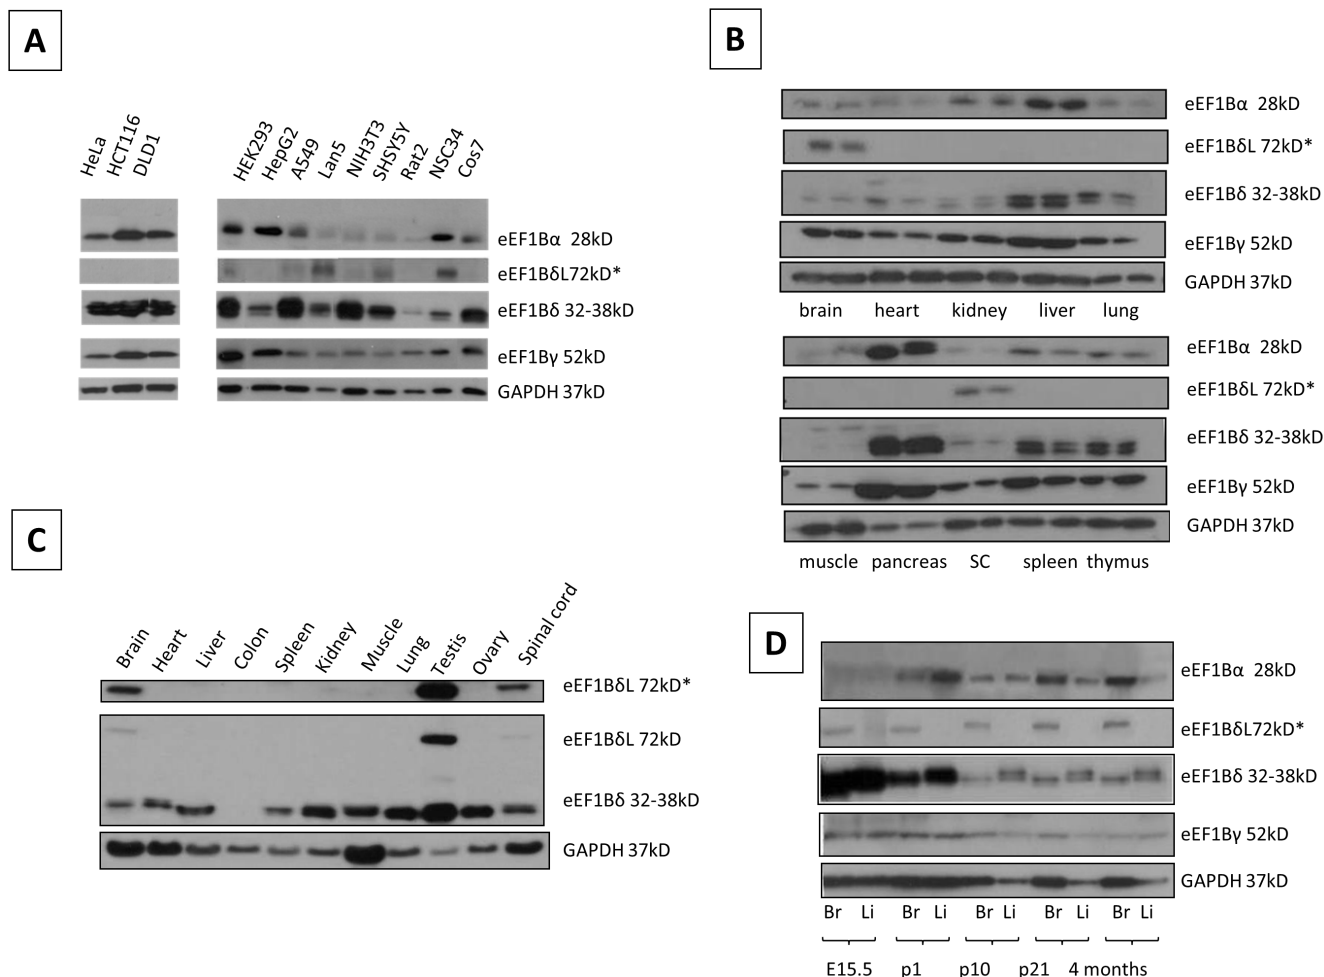 A
HeLa
HCT116
DLD1
HEK293
HepG2
A549
Lan5
NIH3T3
SHSY5Y
Rat2
NSC34
Cos7
eEF1Bα 28kD
eEF1BδL72kD*
eEF1Bδ 32-38kD
eEF1Bγ 52kD
GAPDH 37kD
B
eEF1Bα 28kD
eEF1BδL 72kD*
eEF1Bδ 32-38kD
eEF1Bγ 52kD
GAPDH 37kD
brain heart kidney liver lung
eEF1Bα 28kD
eEF1BδL 72kD*
eEF1Bδ 32-38kD
eEF1Bγ 52kD
GAPDH 37kD
muscle pancreas SC spleen thymus
C
Brain
Heart
Liver
Colon
Spleen
Kidney
Muscle
Lung
Testis
Ovary
Spinal cord
eEF1BδL 72kD*
eEF1BδL 72kD
eEF1Bδ 32-38kD
GAPDH 37kD
D
eEF1Bα 28kD
eEF1BδL72kD*
eEF1Bδ 32-38kD
eEF1Bγ 52kD
GAPDH 37kD
Br Li Br Li Br Li Br Li Br Li
E15.5 p1 p10 p21 4 months